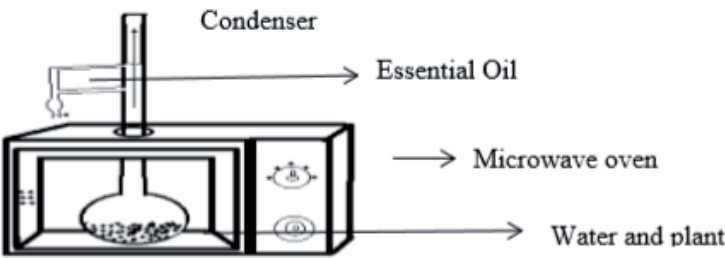 Condenser
Essential Oil
Microwave oven
Water and plant